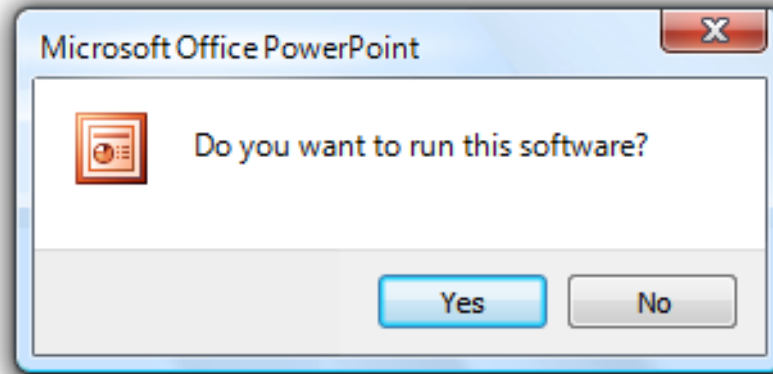 Microsoft Office PowerPoint
Do you want to run this software?
Yes No